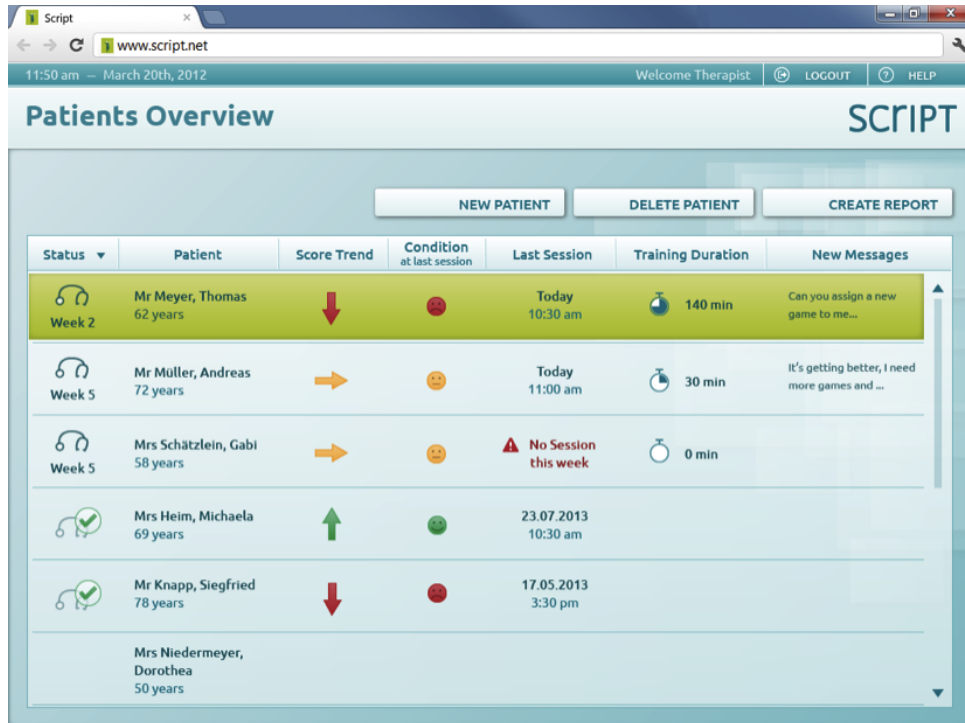 Script
www.script.net
11:50 am – March 20th, 2012
Welcome Therapist
LOGOUT
HELP
Patients Overview
SCRIPT
NEW PATIENT
DELETE PATIENT
CREATE REPORT
Status
Patient
Score Trend
Condition
at last session
Last Session
Training Duration
New Messages
Week 2
Mr Meyer, Thomas
62 years
Today
10:30 am
140 min
Can you assign a new
game to me...
Week 5
Mr Müller, Andreas
72 years
Today
11:00 am
30 min
It's getting better, I need
more games and ...
Week 5
Mrs Schätzlein, Gabi
58 years
No Session
this week
0 min
Mrs Heim, Michaela
69 years
23.07.2013
10:30 am
Mr Knapp, Siegfried
78 years
17.05.2013
3:30 pm
Mrs Niedermeyer,
Dorothea
50 years